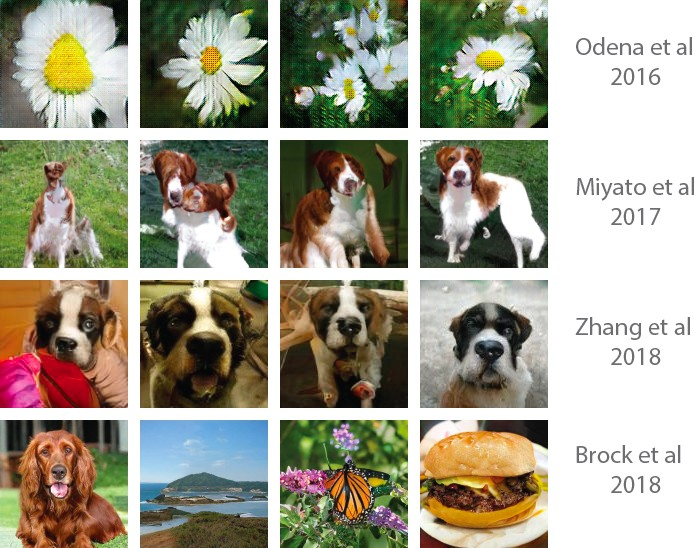 Odena et al
2016
Miyato et al
2017
Zhang et al
2018
Brock et al
2018